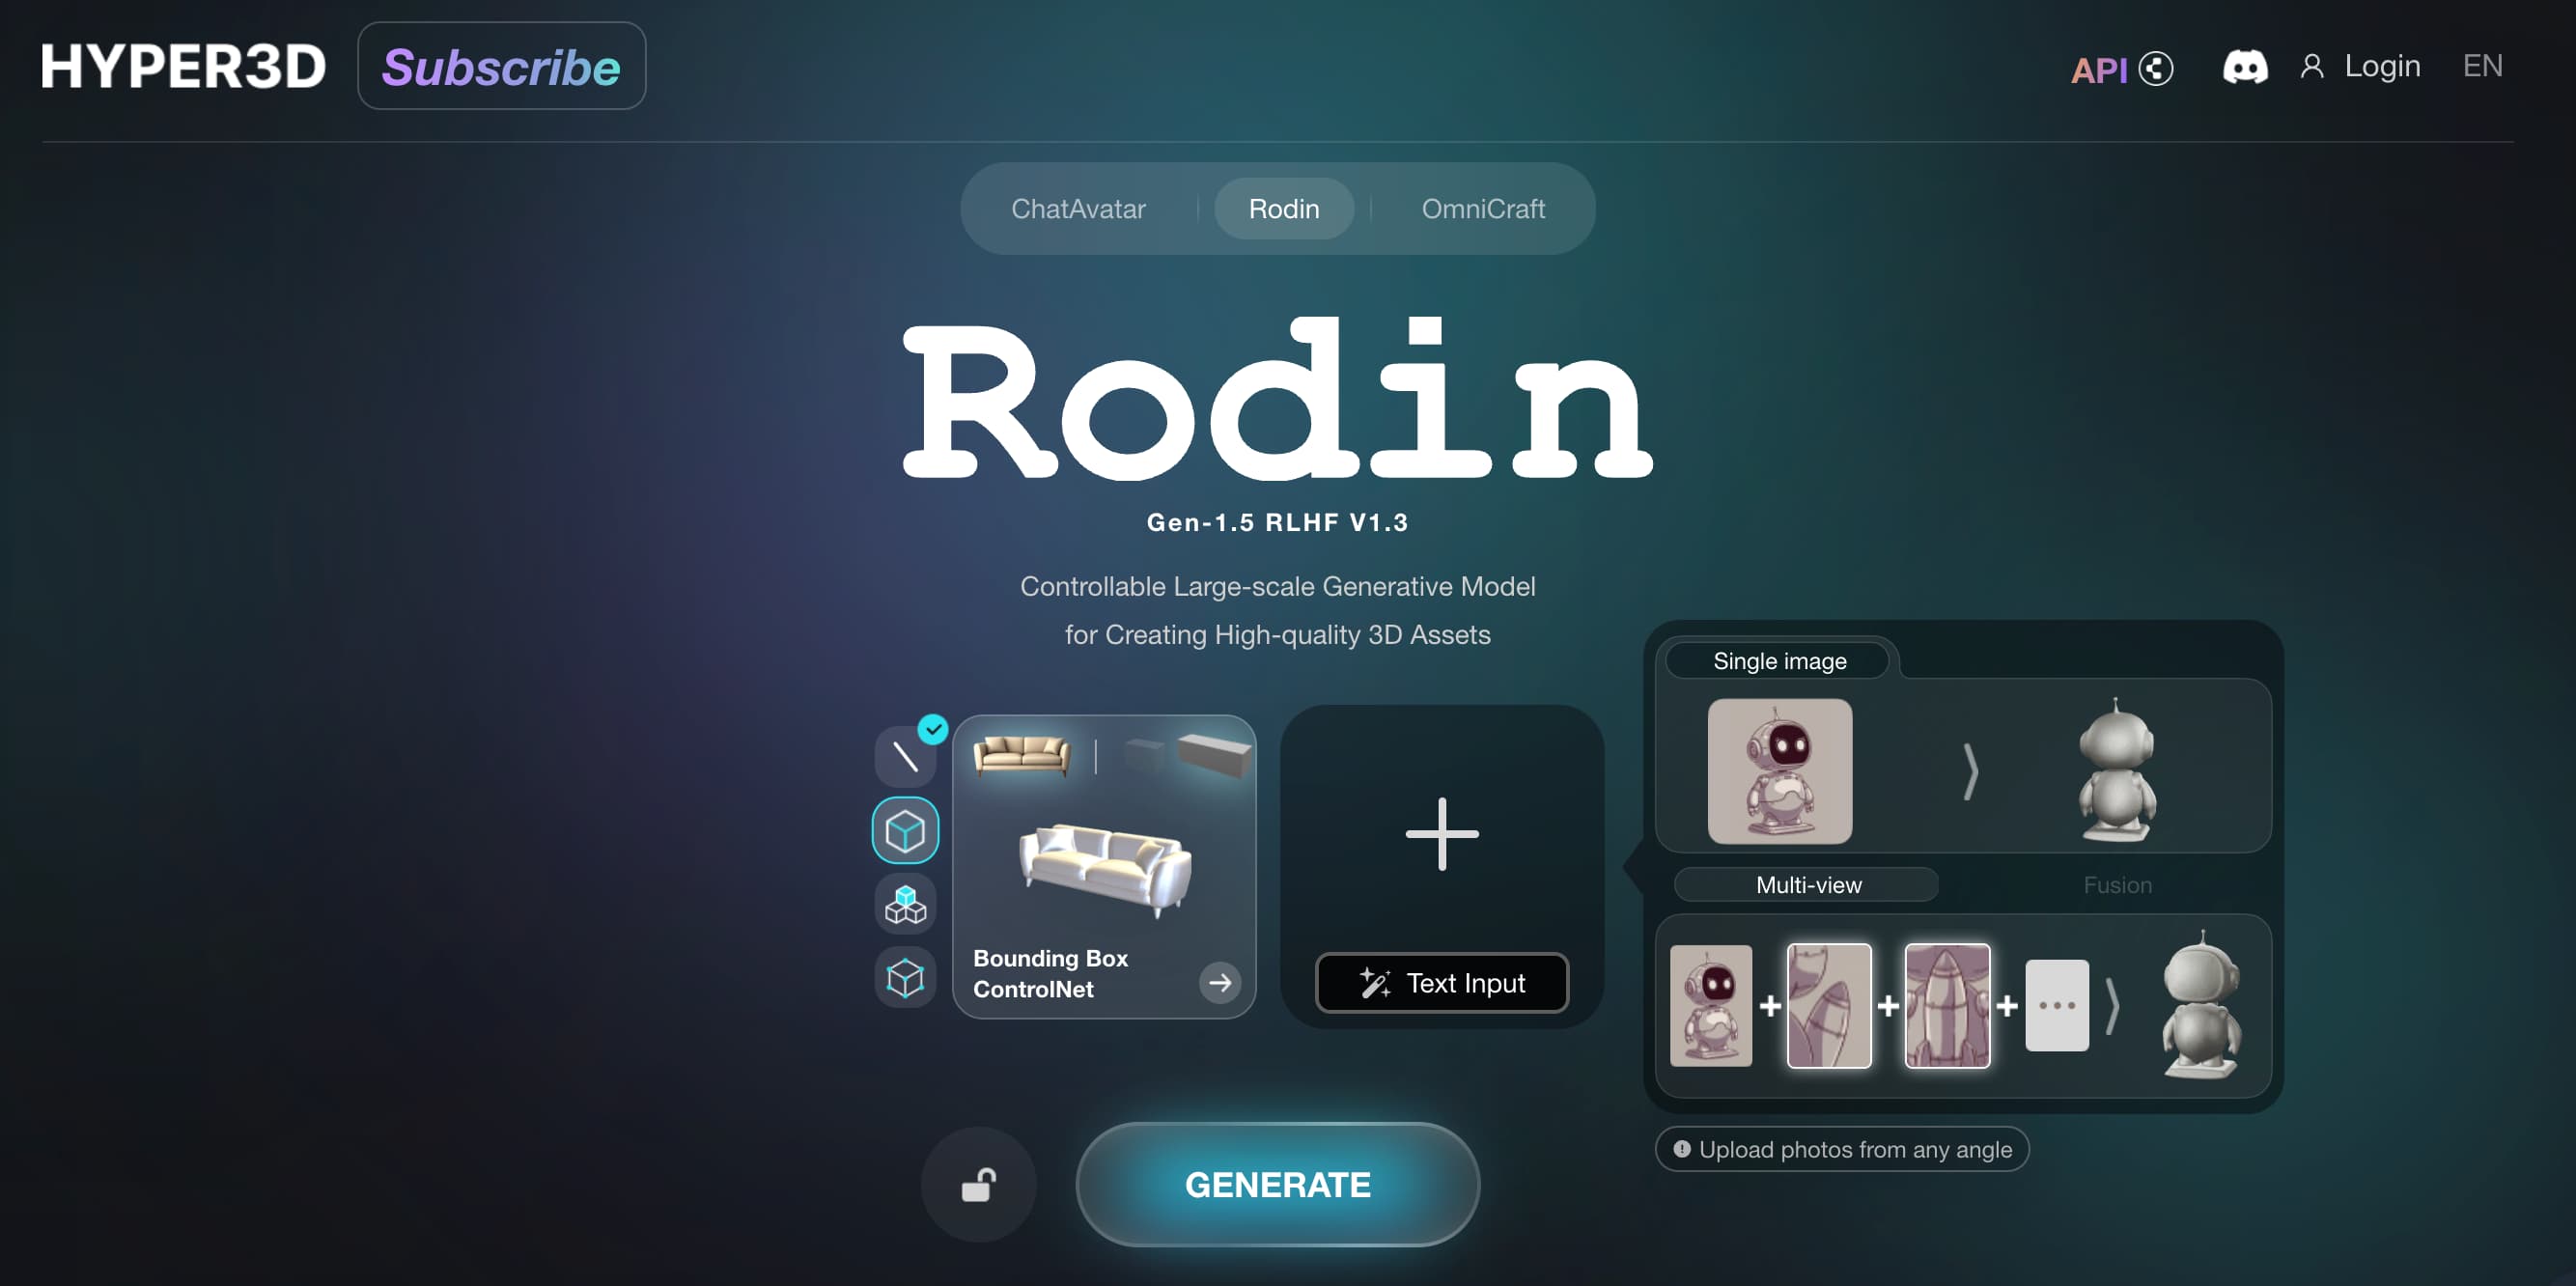 HYPER3D
Subscribe
API
Login
EN
ChatAvatar
Rodin
OmniCraft
Rodin
Gen-1.5 RLHF V1.3
Controllable Large-scale Generative Model
for Creating High-quality 3D Assets
Bounding Box
ControlNet
Text Input
Single image
Multi-view
Fusion
Upload photos from any angle
GENERATE